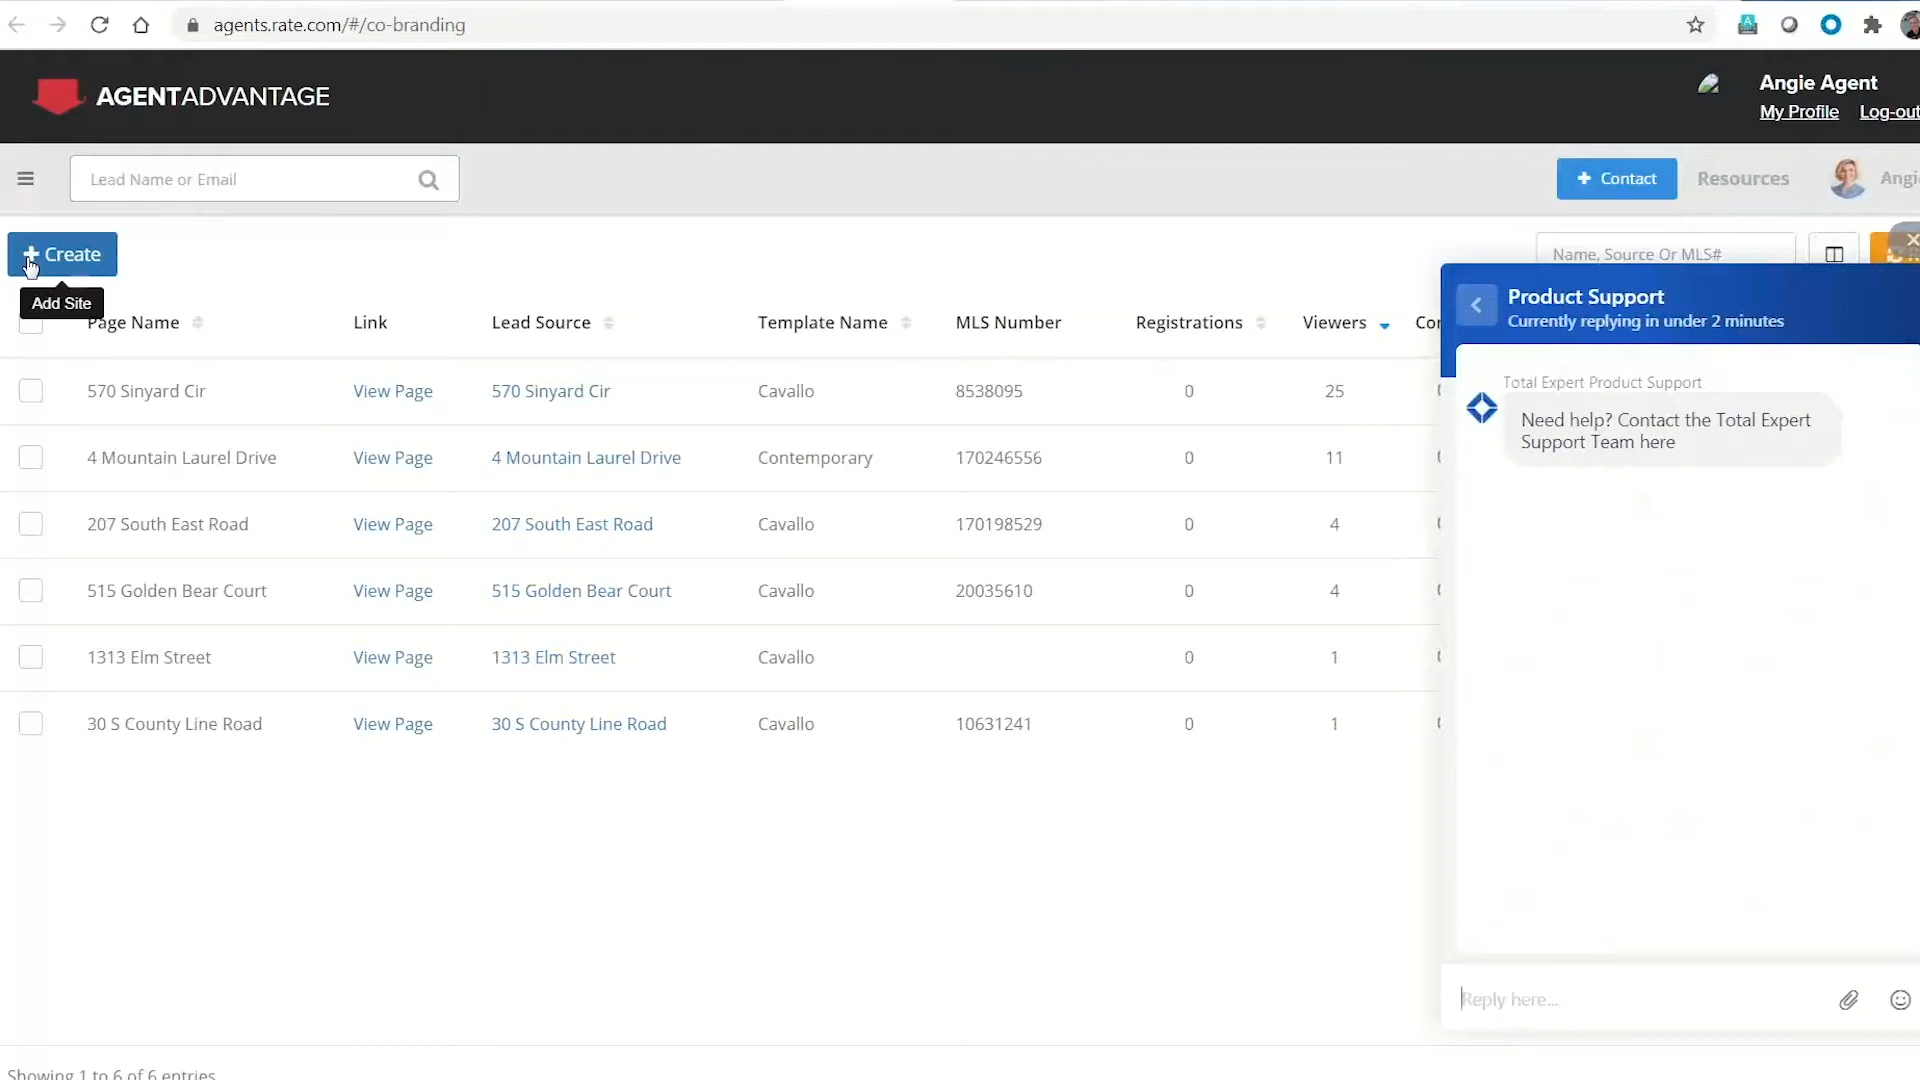 agents.rate.com/#/co-branding
AGENTADVANTAGE
Angie Agent
My Profile Log-out
Lead Name or Email
+ Contact Resources
+ Create
Name, Source Or MLS#
Add Site
Page Name Link Lead Source Template Name MLS Number Registrations Viewers
570 Sinyard Cir View Page 570 Sinyard Cir Cavallo 8538095 0 25
4 Mountain Laurel Drive View Page 4 Mountain Laurel Drive Contemporary 170246556 0 11
207 South East Road View Page 207 South East Road Cavallo 170198529 0 4
515 Golden Bear Court View Page 515 Golden Bear Court Cavallo 20035610 0 4
1313 Elm Street View Page 1313 Elm Street Cavallo 0 1
30 S County Line Road View Page 30 S County Line Road Cavallo 10631241 0 1
Showing 1 to 6 of 6 entries
Product Support
Currently replying in under 2 minutes
Total Expert Product Support
Need help? Contact the Total Expert
Support Team here
Reply here...